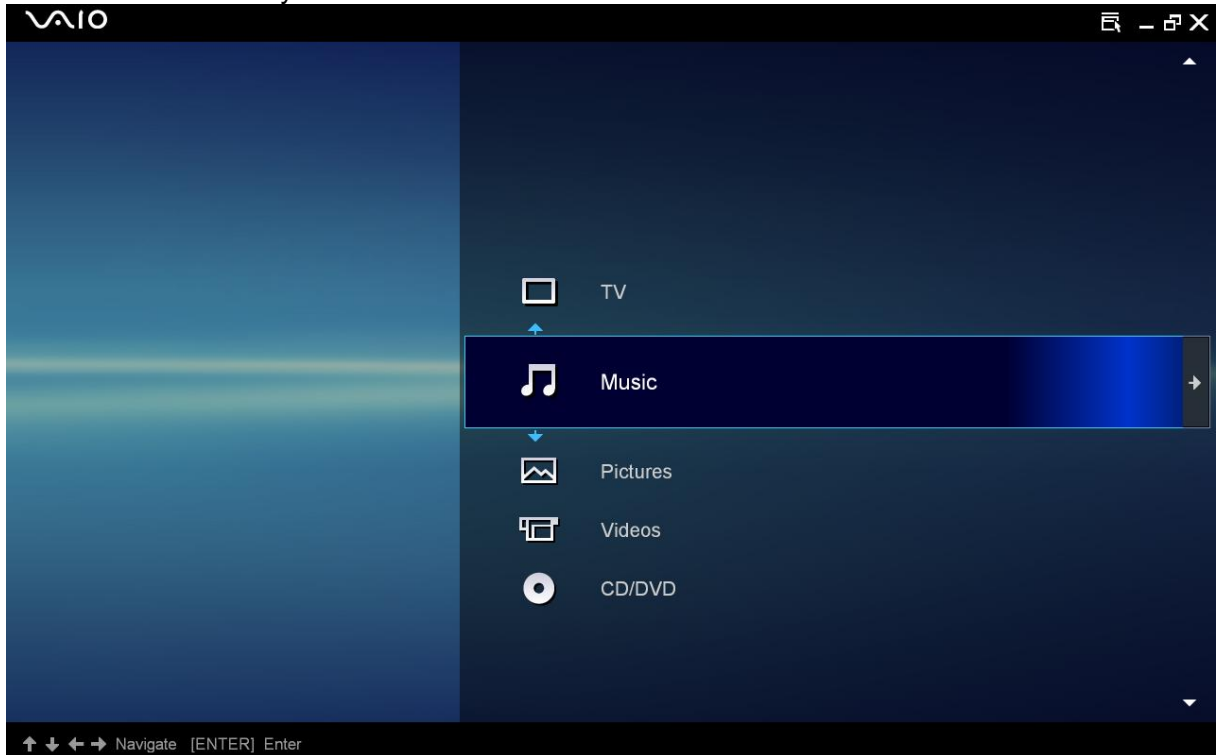 VAIO
TV
Music
Pictures
Videos
CD/DVD
Navigate [ENTER] Enter